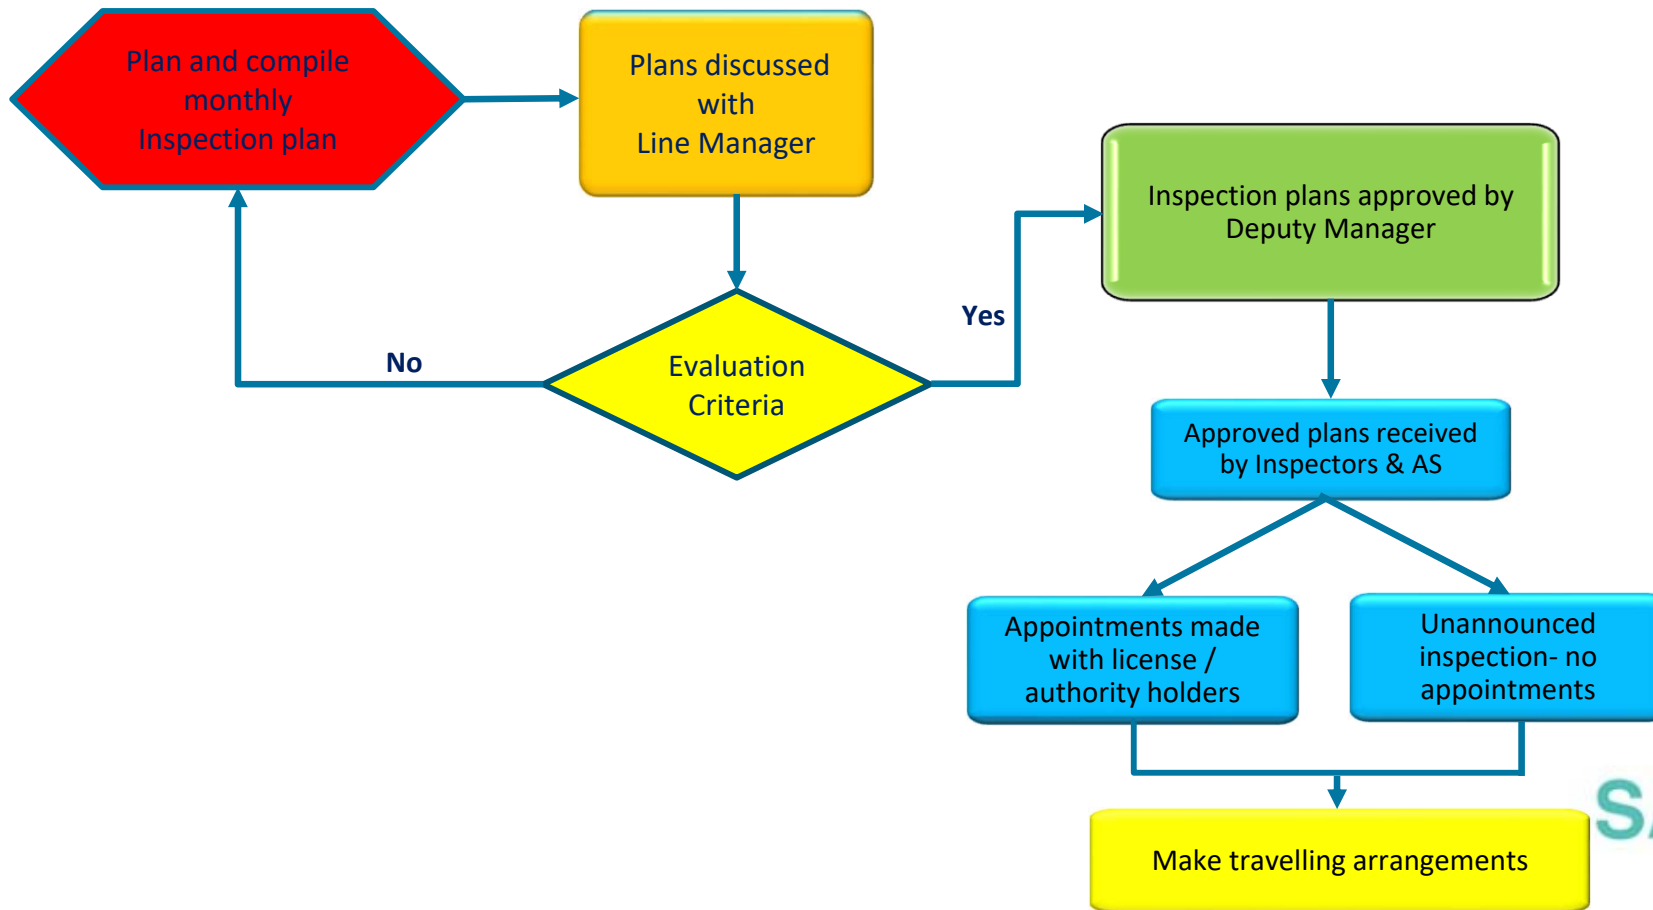 Plan and compile
monthly
Inspection plan
Plans discussed
with
Line Manager
Inspection plans approved by
Deputy Manager
Yes
No
Evaluation
Criteria
Approved plans received
by Inspectors & AS
Appointments made
with license /
authority holders
Unannounced
inspection- no
appointments
Make travelling arrangements